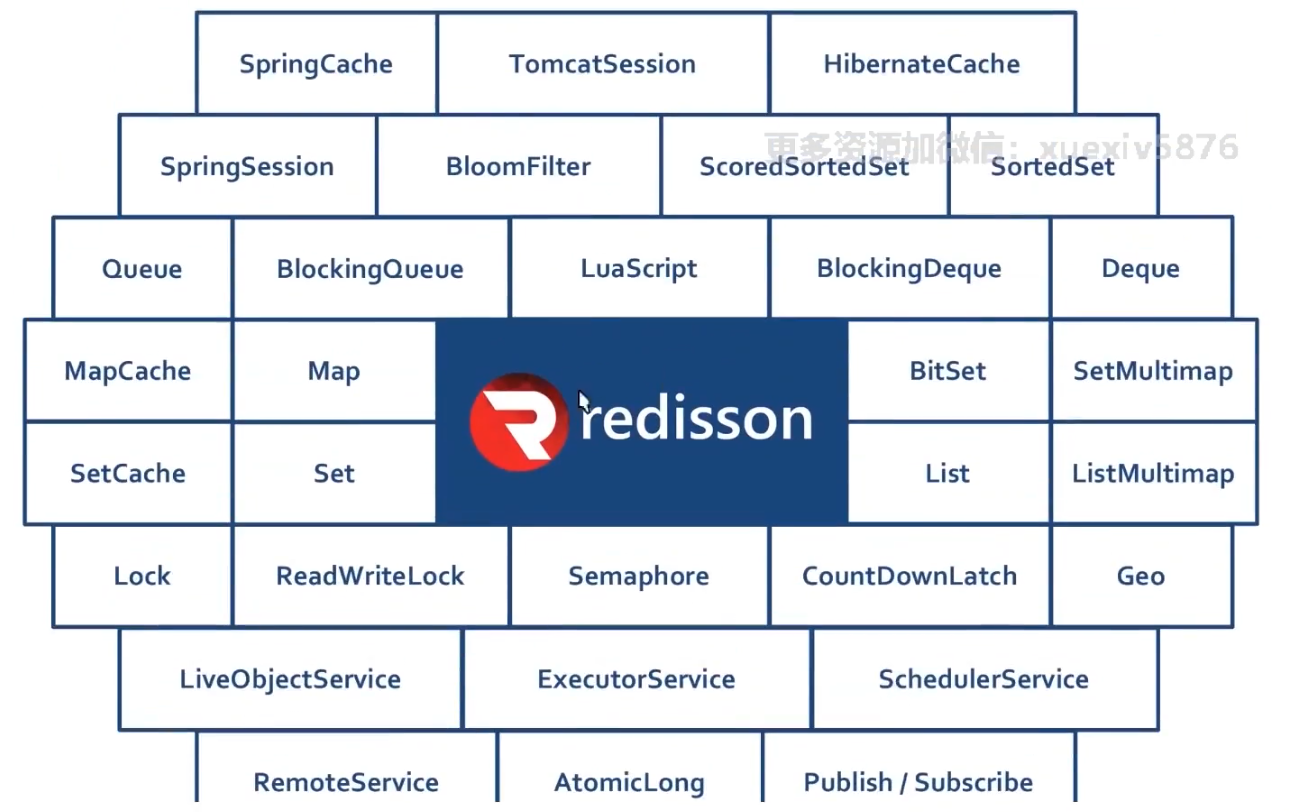 SpringCache TomcatSession HibernateCache
更多资源加微信：xuexiv5876
SpringSession BloomFilter ScoredSortedSet SortedSet
Queue BlockingQueue LuaScript BlockingDeque Deque
MapCache Map BitSet SetMultimap
redisson
SetCache Set List ListMultimap
Lock ReadWriteLock Semaphore CountDownLatch Geo
LiveObjectService ExecutorService SchedulerService
RemoteService AtomicLong Publish / Subscribe